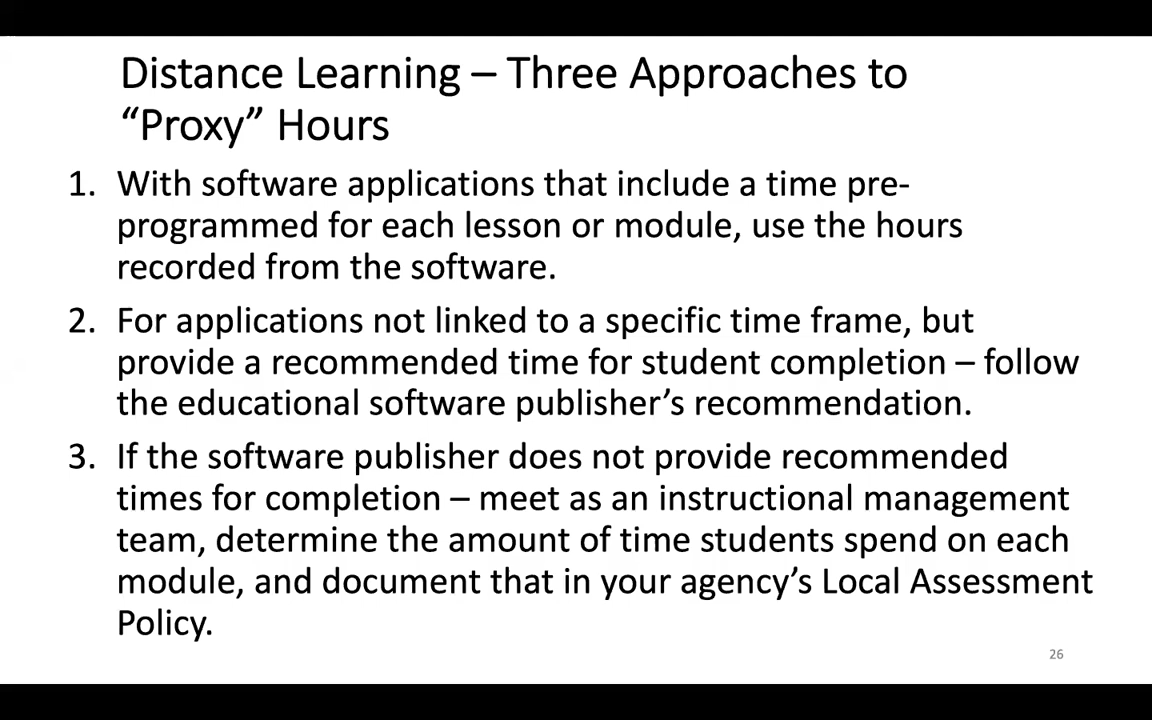 Distance Learning – Three Approaches to
“Proxy” Hours
1. With software applications that include a time pre-
programmed for each lesson or module, use the hours
recorded from the software.
2. For applications not linked to a specific time frame, but
provide a recommended time for student completion – follow
the educational software publisher’s recommendation.
3. If the software publisher does not provide recommended
times for completion – meet as an instructional management
team, determine the amount of time students spend on each
module, and document that in your agency’s Local Assessment
Policy.
26